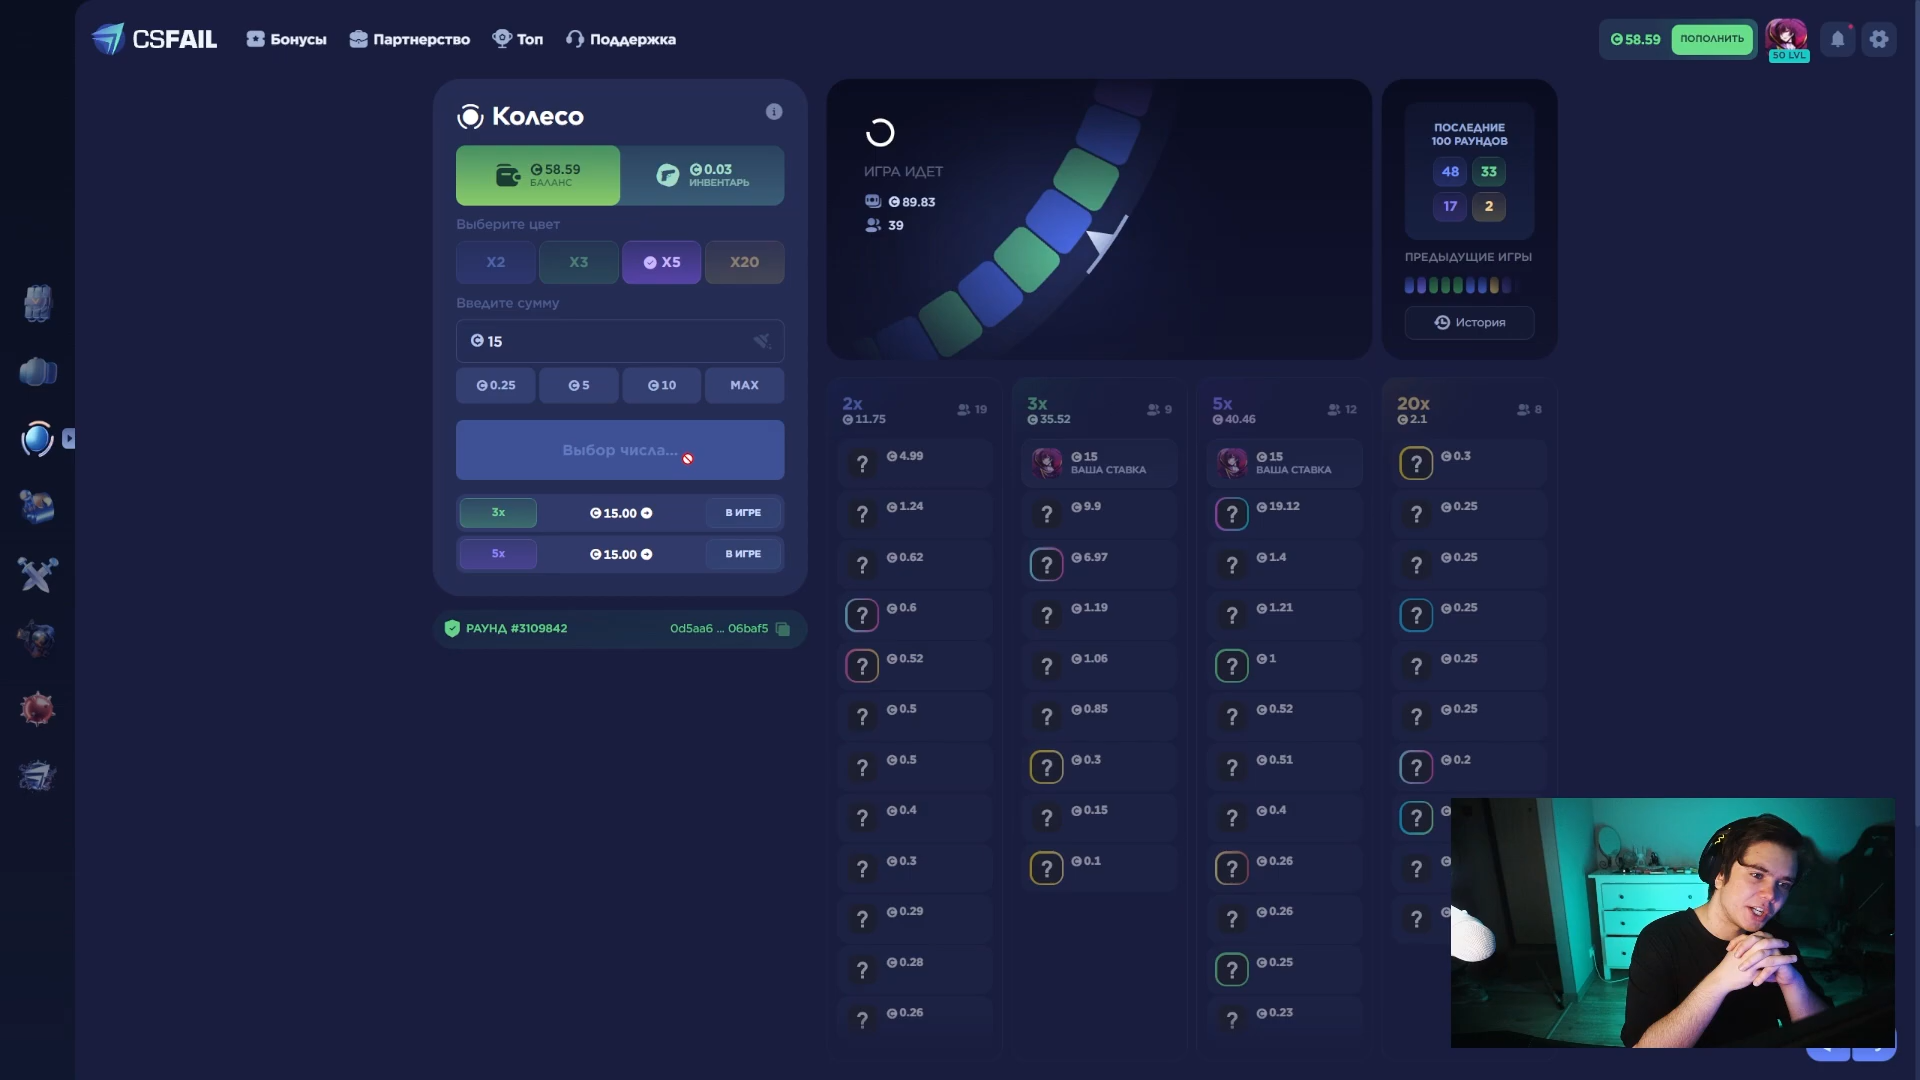 CSFAIL
Бонусы
Партнерство
Топ
Поддержка
58.59
ПОПОЛНИТЬ
50 LVL
Колесо
58.59
БАЛАНС
0.03
ИНВЕНТАРЬ
Выберите цвет
X2
X3
X5
X20
Введите сумму
15
0.25
5
10
MAX
Выбор числа...
3x
15.00
В ИГРЕ
5x
15.00
В ИГРЕ
РАУНД #3109842
0d5aa6 ... 06baf5
ИГРА ИДЕТ
89.83
39
ПОСЛЕДНИЕ
100 РАУНДОВ
48
33
17
2
ПРЕДЫДУЩИЕ ИГРЫ
История
2x
11.75
19
? 4.99
? 1.24
? 0.62
? 0.6
? 0.52
? 0.5
? 0.5
? 0.4
? 0.3
? 0.29
? 0.28
? 0.26
3x
35.52
9
15
ВАША СТАВКА
? 9.9
? 6.97
? 1.19
? 1.06
? 0.85
? 0.3
? 0.15
? 0.1
5x
40.46
12
15
ВАША СТАВКА
? 19.12
? 1.4
? 1.21
? 1
? 0.52
? 0.51
? 0.4
? 0.26
? 0.26
? 0.25
? 0.23
20x
2.1
8
? 0.3
? 0.25
? 0.25
? 0.25
? 0.25
? 0.25
? 0.2
?
?
?